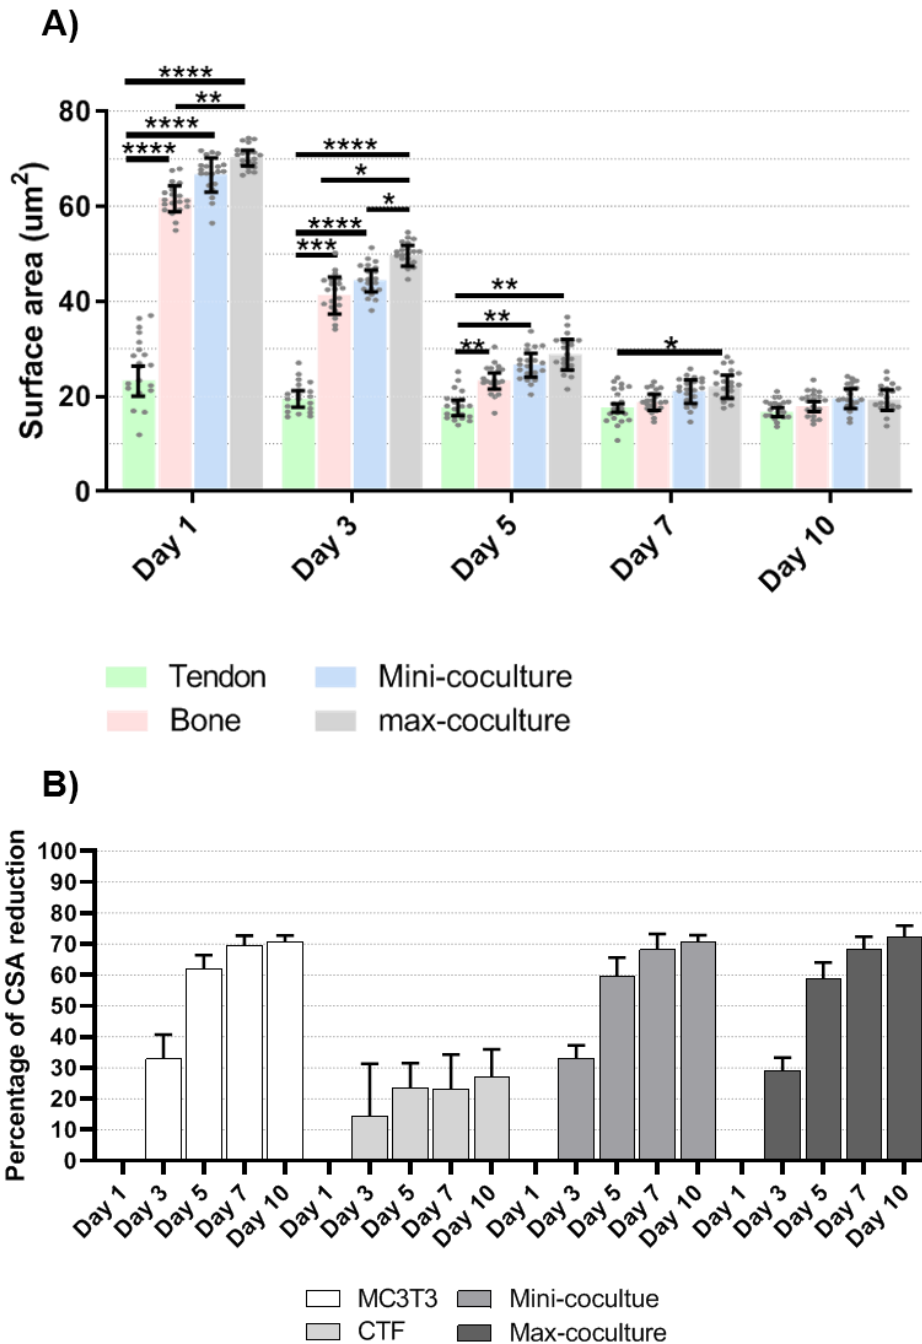 A)
****
**
****
****
****
*
*
****
***
**
**
**
*
Surface area (um²)
80
60
40
20
0
Day 1 Day 3 Day 5 Day 7 Day 10
Tendon Mini-coculture
Bone max-coculture
B)
Percentage of CSA reduction
100
90
80
70
60
50
40
30
20
10
0
Day 1 Day 3 Day 5 Day 7 Day 10 Day 1 Day 3 Day 5 Day 7 Day 10 Day 1 Day 3 Day 5 Day 7 Day 10 Day 1 Day 3 Day 5 Day 7 Day 10
MC3T3 Mini-cocultue
CTF Max-coculture